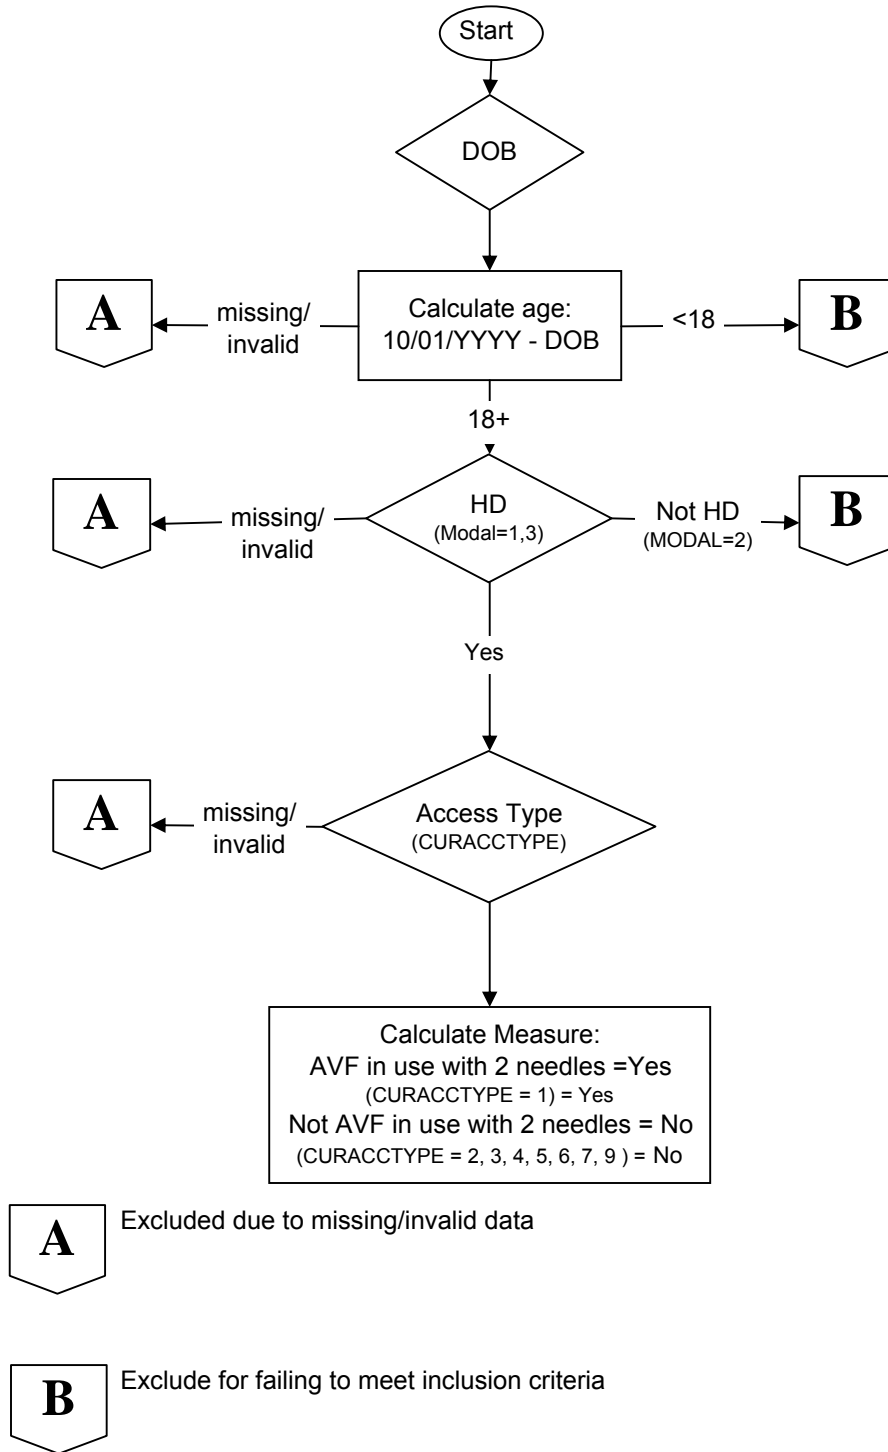 Start
DOB
A
missing/
invalid
Calculate age:
10/01/YYYY - DOB
<18
B
18+
A
missing/
invalid
HD
(Modal=1,3)
Not HD
(MODAL=2)
B
Yes
A
missing/
invalid
Access Type
(CURACCTYPE)
Calculate Measure:
AVF in use with 2 needles =Yes
(CURACCTYPE = 1) = Yes
Not AVF in use with 2 needles = No
(CURACCTYPE = 2, 3, 4, 5, 6, 7, 9 ) = No
A
Excluded due to missing/invalid data
B
Exclude for failing to meet inclusion criteria